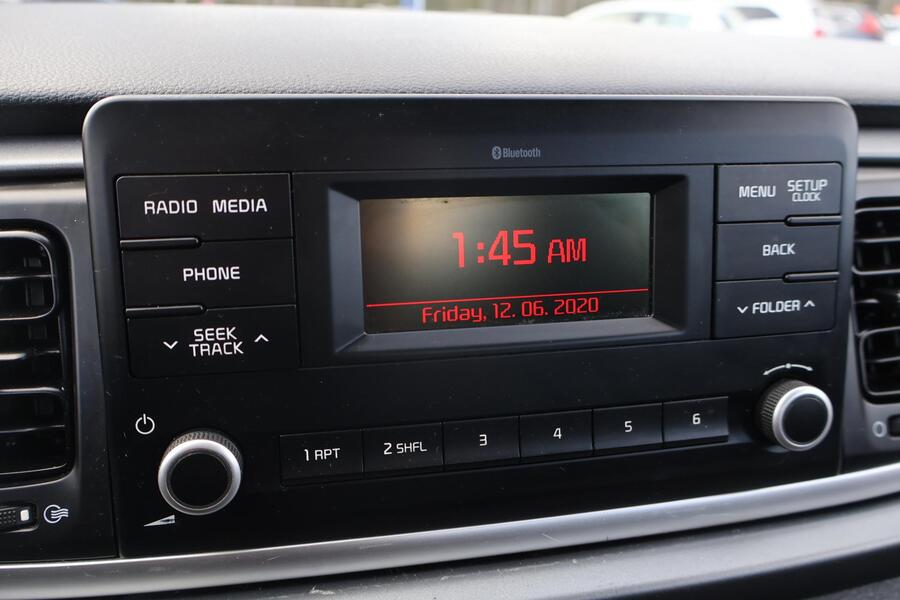 Bluetooth
RADIO MEDIA
PHONE
SEEK
TRACK
1:45 AM
Friday, 12. 06. 2020
MENU SETUP
CLOCK
BACK
FOLDER
1 RPT
2 SHFL
3
4
5
6